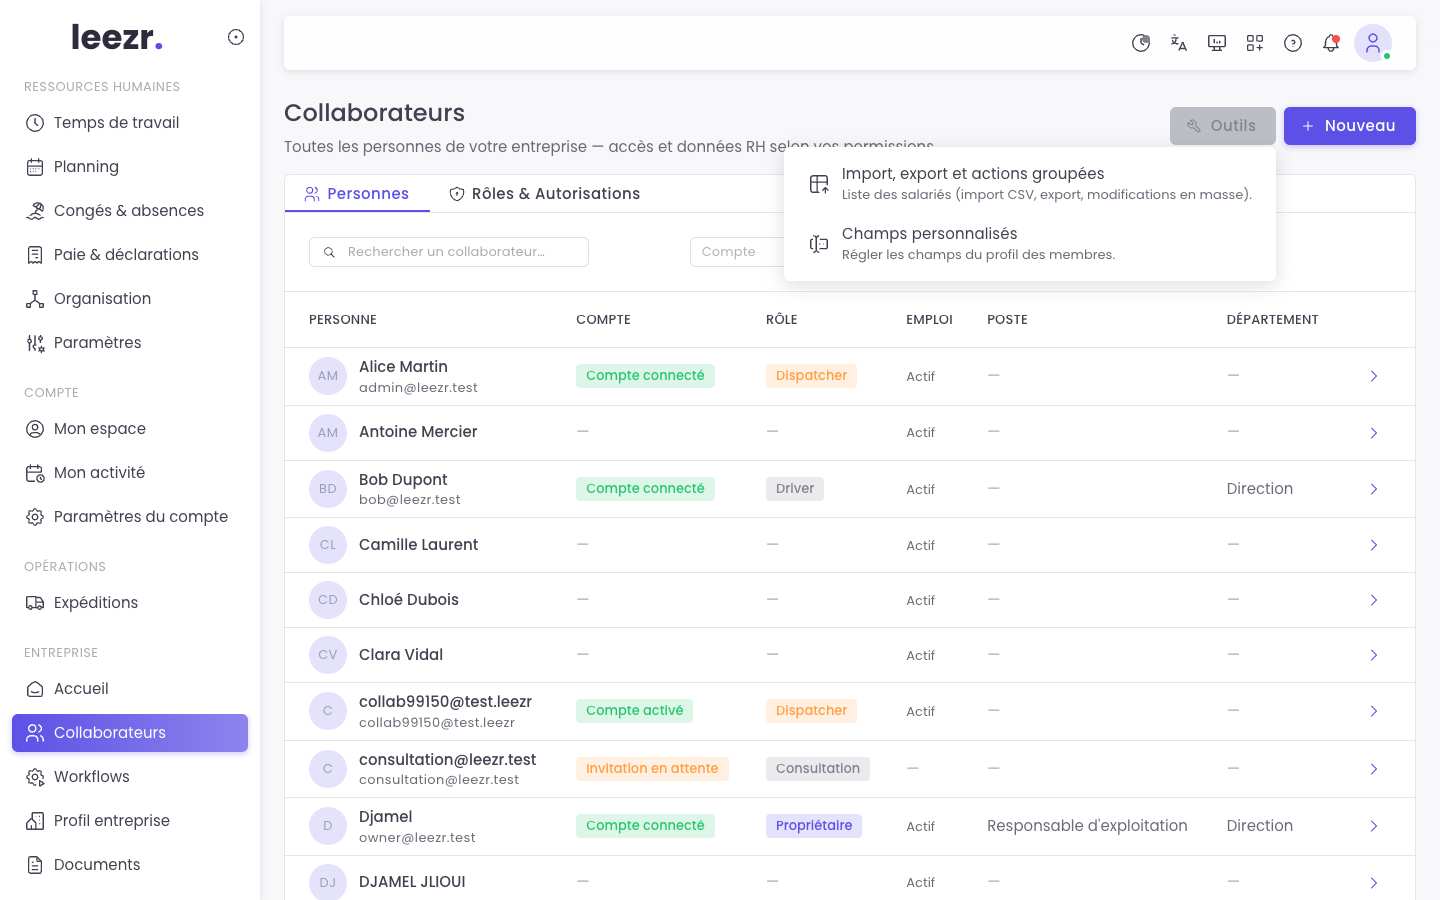 leezr.
RESSOURCES HUMAINES
Temps de travail
Planning
Congés & absences
Paie & déclarations
Organisation
Paramètres
COMPTE
Mon espace
Mon activité
Paramètres du compte
OPÉRATIONS
Expéditions
ENTREPRISE
Accueil
Collaborateurs
Workflows
Profil entreprise
Documents
Collaborateurs
Toutes les personnes de votre entreprise — accès et données RH selon vos permissions
Outils
Nouveau
Import, export et actions groupées
Liste des salariés (import CSV, export, modifications en masse).
Champs personnalisés
Régler les champs du profil des membres.
Personnes
Rôles & Autorisations
Rechercher un collaborateur...
Compte
PERSONNE COMPTE RÔLE EMPLOI POSTE DÉPARTEMENT
AM Alice Martin Compte connecté Dispatcher Actif — —
admin@leezr.test
AM Antoine Mercier — — Actif — —
BD Bob Dupont Compte connecté Driver Actif — Direction
bob@leezr.test
CL Camille Laurent — — Actif — —
CD Chloé Dubois — — Actif — —
CV Clara Vidal — — Actif — —
C collab99150@test.leezr Compte activé Dispatcher Actif — —
collab99150@test.leezr
C consultation@leezr.test Invitation en attente Consultation — — —
consultation@leezr.test
D Djamel Compte connecté Propriétaire Actif Responsable d'exploitation Direction
owner@leezr.test
DJ DJAMEL JLIOUI — — Actif — —